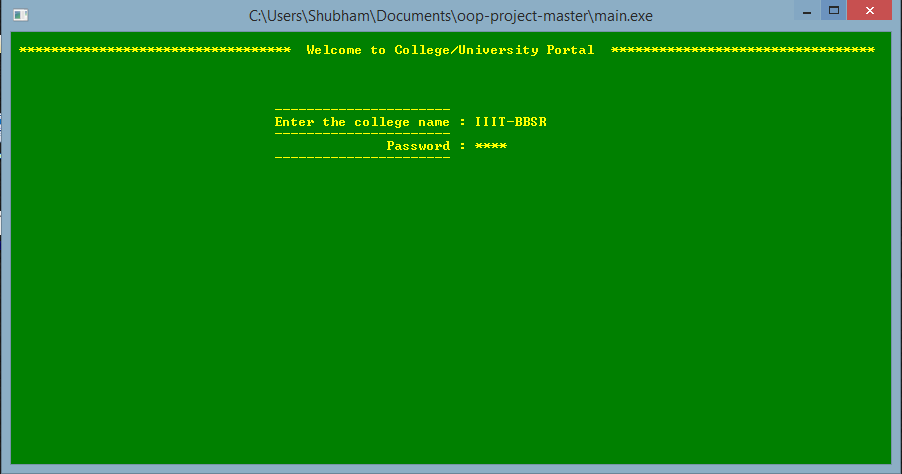 C:\Users\Shubham\Documents\oop-project-master\main.exe
********************************** Welcome to College/University Portal *********************************
----------------------
Enter the college name : IIIT-BBSR
----------------------
Password : ****
----------------------